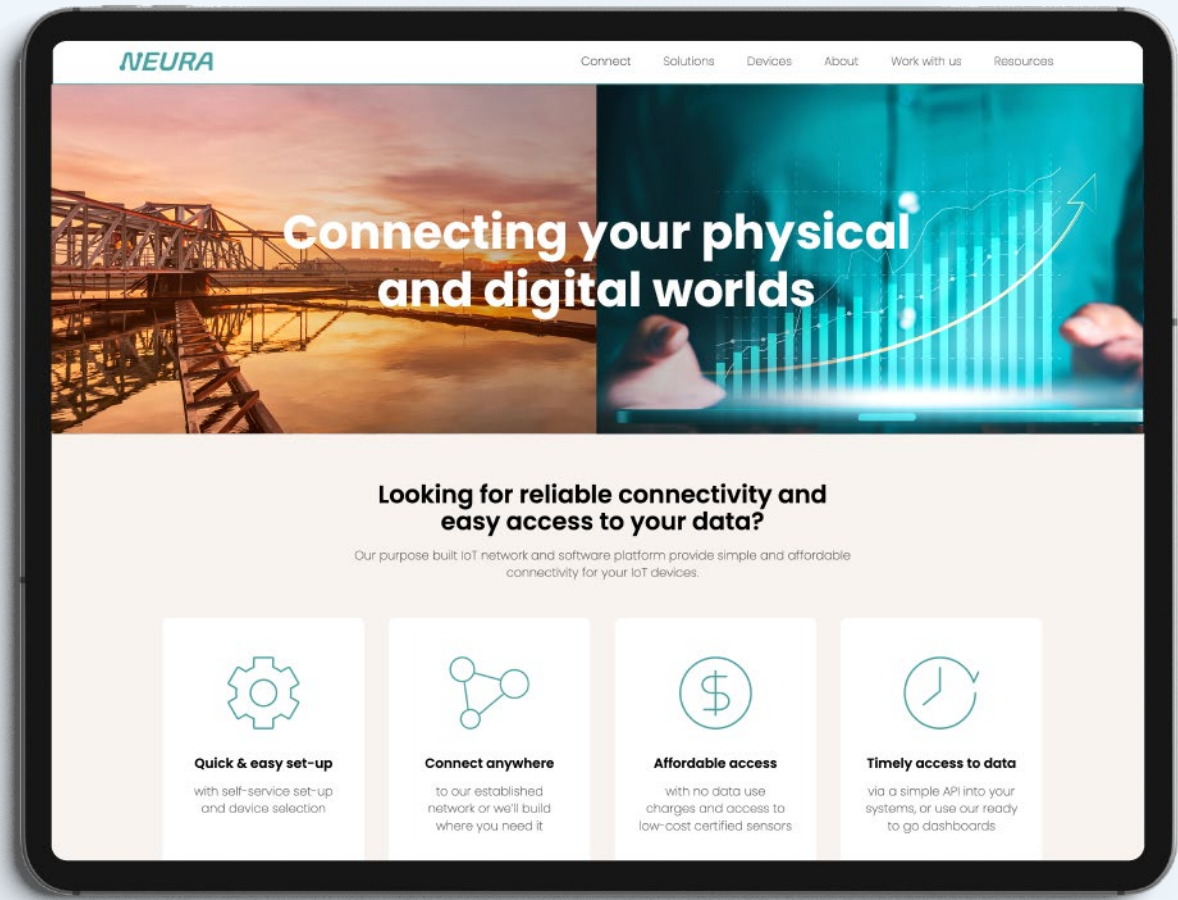 NEURA
Connect Solutions Devices About Work with us Resources
Connecting your physical
and digital worlds
Looking for reliable connectivity and
easy access to your data?
Our purpose built IoT network and software platform provide simple and affordable
connectivity for your IoT devices.
Quick & easy set-up
with self-service set-up
and device selection
Connect anywhere
to our established
network or we'll build
where you need it
Affordable access
with no data use
charges and access to
low-cost certified sensors
Timely access to data
via a simple API into your
systems, or use our ready
to go dashboards